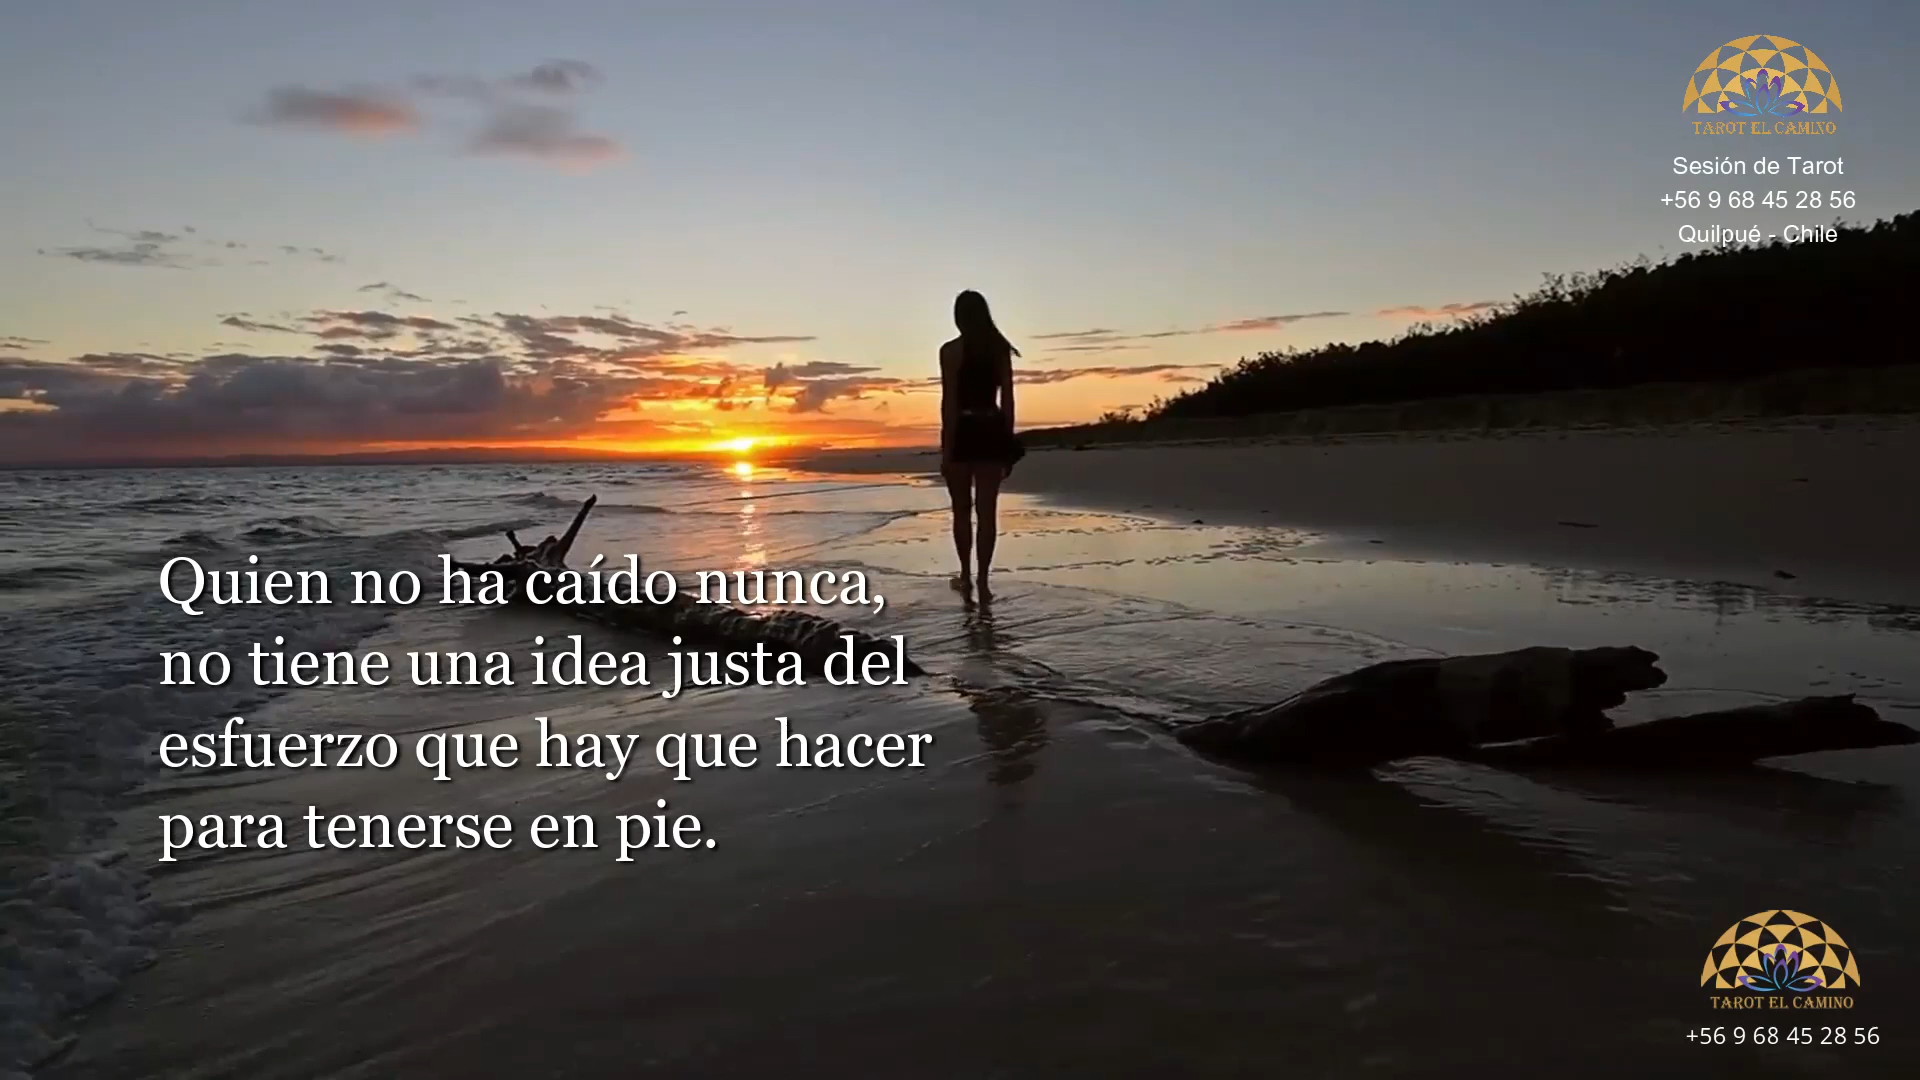 TAROT EL CAMINO
Sesión de Tarot
+56 9 68 45 28 56
Quilpué - Chile
Quien no ha caído nunca,
no tiene una idea justa del
esfuerzo que hay que hacer
para tenerse en pie.
TAROT EL CAMINO
+56 9 68 45 28 56